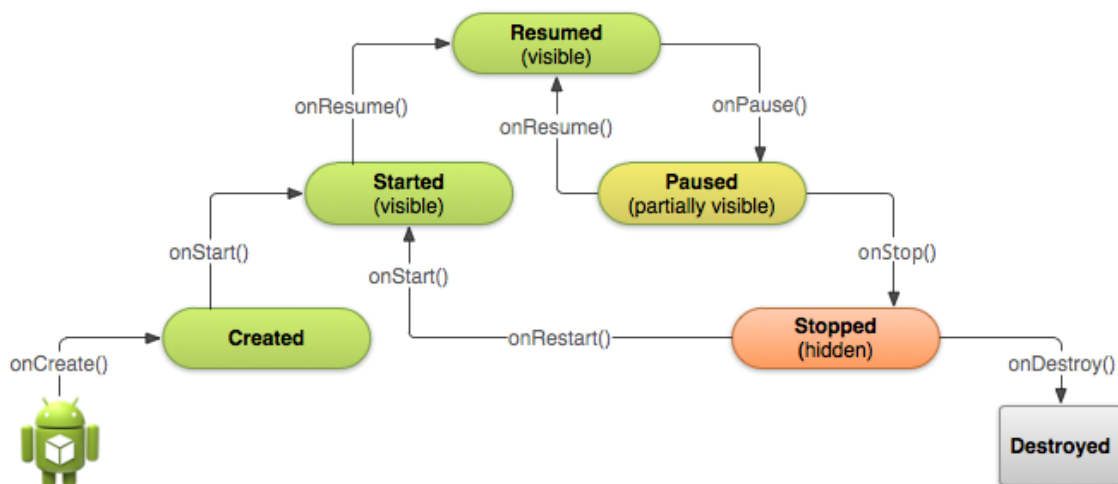 Resumed
(visible)
onResume()
onResume()
onPause()
Started
(visible)
Paused
(partially visible)
onStart()
onStart()
onStop()
Created
onRestart()
Stopped
(hidden)
onCreate()
onDestroy()
Destroyed